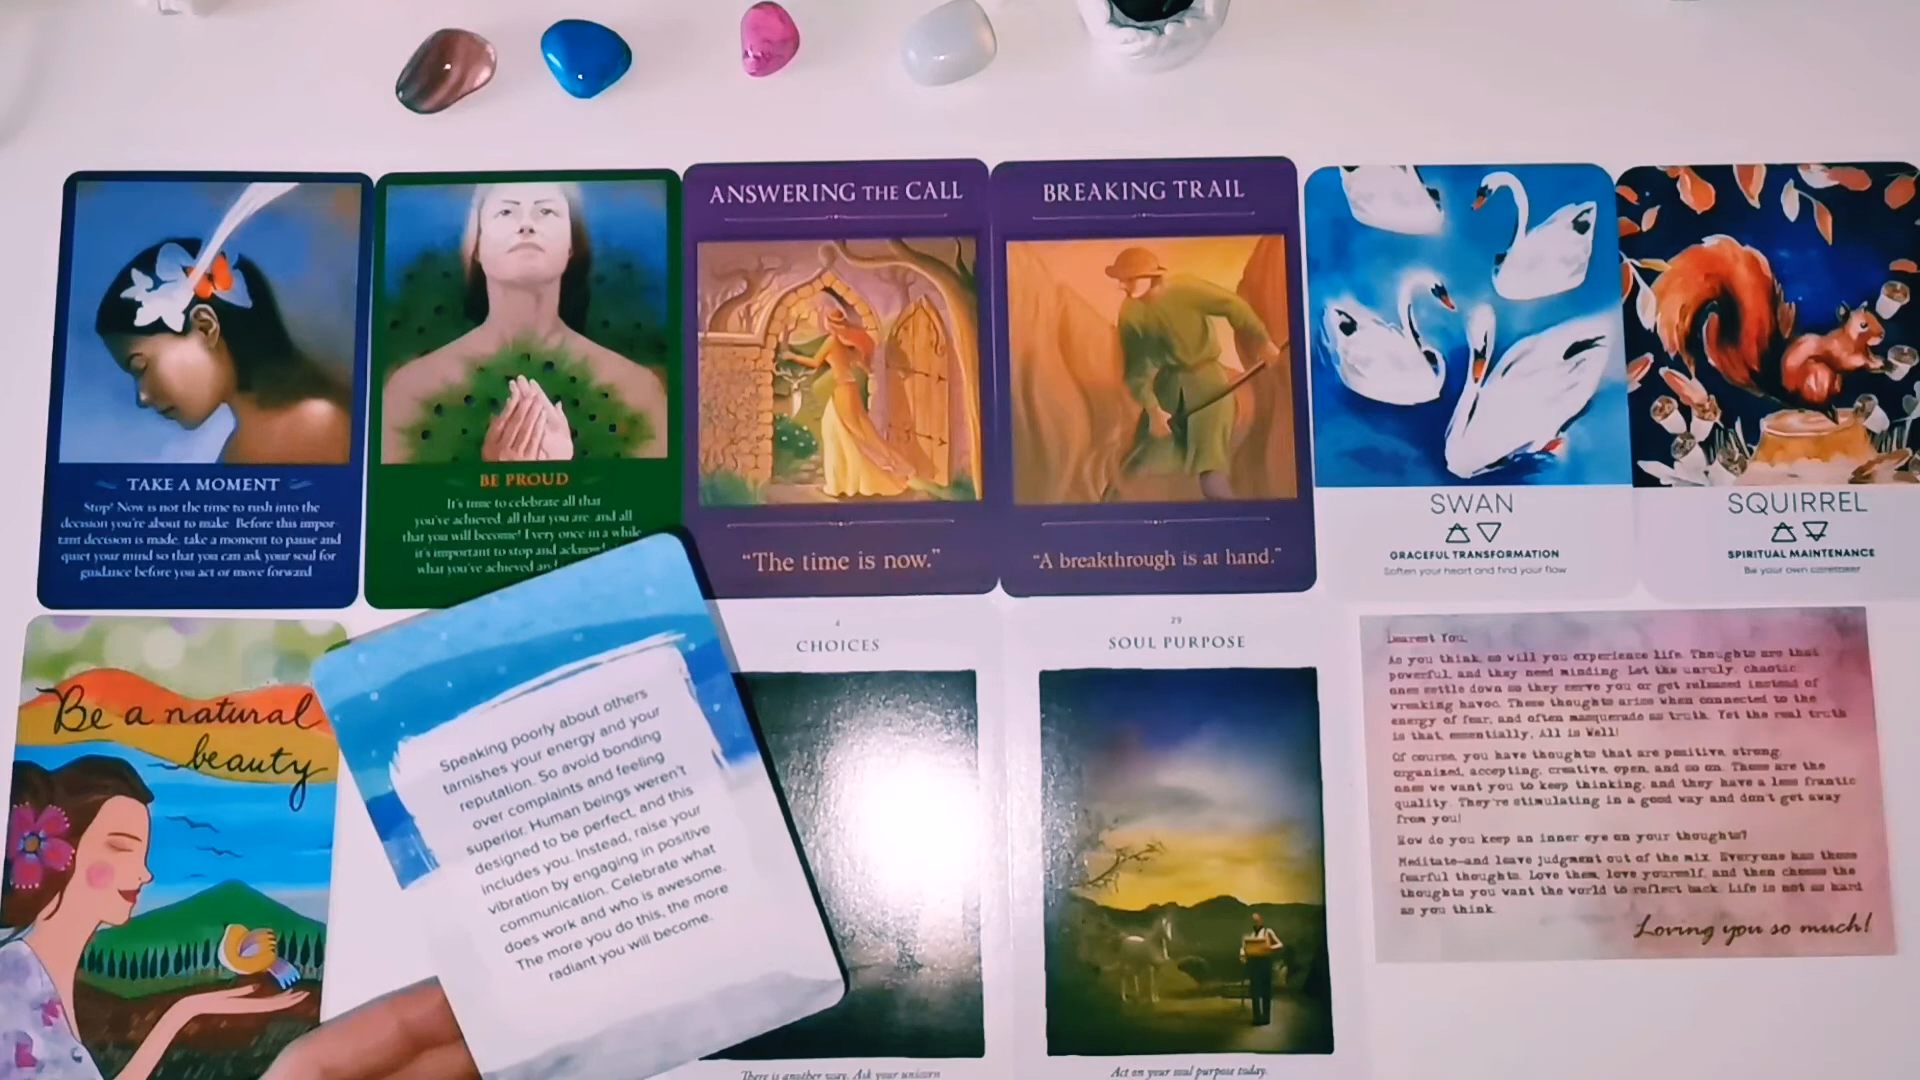 TAKE A MOMENT
Stop! Now is not the time to rush into the
decision you're about to make. Before this impor-
tant decision is made, take a moment to pause and
quiet your mind so that you can ask your soul for
guidance before you act or move forward
BE PROUD
It's time to celebrate all that
you've achieved, all that you are, and all
that you will become! Every once in a while
it's important to stop and
what you've achieved
ANSWERING THE CALL
"The time is now."
BREAKING TRAIL
"A breakthrough is at hand."
SWAN
GRACEFUL TRANSFORMATION
Soften your heart and find your flow
SQUIRREL
SPIRITUAL MAINTENANCE
Be your own
Be a natural
beauty
Speaking poorly about others
tarnishes your energy and your
reputation. So avoid bonding
over complaints and feeling
superior. Human beings weren't
designed to be perfect, and this
includes you. Instead, raise your
vibration by engaging in positive
communication. Celebrate what
does work and who is awesome.
The more you do this, the more
radiant you will become.
4
CHOICES
There is another way. Ask your unicorn
29
SOUL PURPOSE
Act on your soul purpose today.
Dearest You,
As you think, so will you experience life. Thoughts are that
powerful, and they need minding. Let the unruly, chaotic
ones settle down so they serve you or get released instead of
wreaking havoc. These thoughts arise when connected to the
energy of fear, and often masquerade as truth. Yet the real truth
is that, essentially, All is Well!
Of course, you have thoughts that are positive, strong,
organized, accepting, creative, open, and so on. These are the
ones we want you to keep thinking, and they have a less frantic
quality. They're stimulating in a good way and don't get away
from you!
How do you keep an inner eye on your thoughts?
Meditate—and leave judgment out of the mix. Everyone has these
fearful thoughts. Love them, love yourself, and then choose the
thoughts you want the world to reflect back. Life is not as hard
as you think.
Loving you so much!